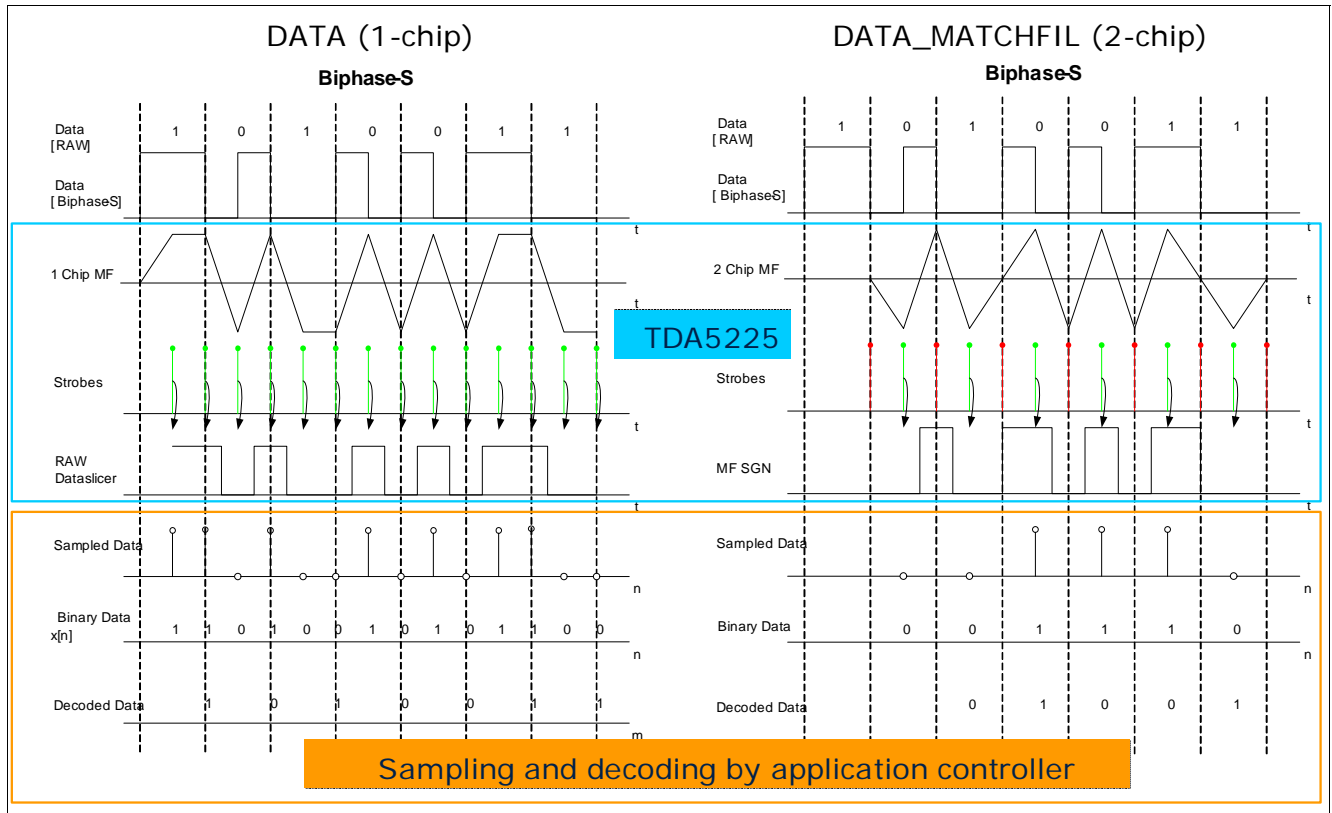 DATA (1-chip)
DATA_MATCHFIL (2-chip)
Biphase-S
Biphase-S
Data
[RAW]
1 0 1 0 0 1 1
Data
[RAW]
1 0 1 0 0 1 1
Data
[ Biphase-S]
t
Data
[ Biphase-S]
t
1 Chip MF
t
2 Chip MF
t
TDA5225
Strobes
t
Strobes
t
RAW
Dataslicer
t
MF SGN
t
Sampled Data
n
Sampled Data
n
Binary Data
x[n]
1 1 0 1 0 0 1 0 1 0 1 1 0 0
n
Binary Data
0 0 1 1 1 0
n
Decoded Data
1 0 1 0 0 1 1
m
Decoded Data
0 1 0 0 1
Sampling and decoding by application controller